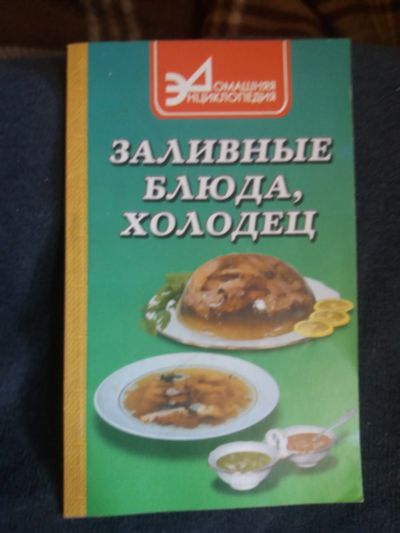 ДОМАШНЯЯ
ЭНЦИКЛОПЕДИЯ
ЗАЛИВНЫЕ
БЛЮДА,
ХОЛОДЕЦ